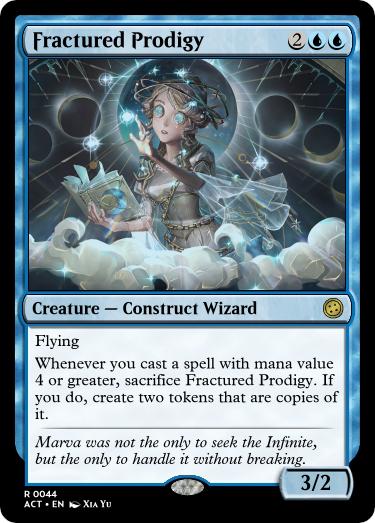 Fractured Prodigy 2
Creature — Construct Wizard
Flying
Whenever you cast a spell with mana value
4 or greater, sacrifice Fractured Prodigy. If
you do, create two tokens that are copies of
it.
Marva was not the only to seek the Infinite,
but the only to handle it without breaking.
3/2
R 0044
ACT • EN Xia Yu